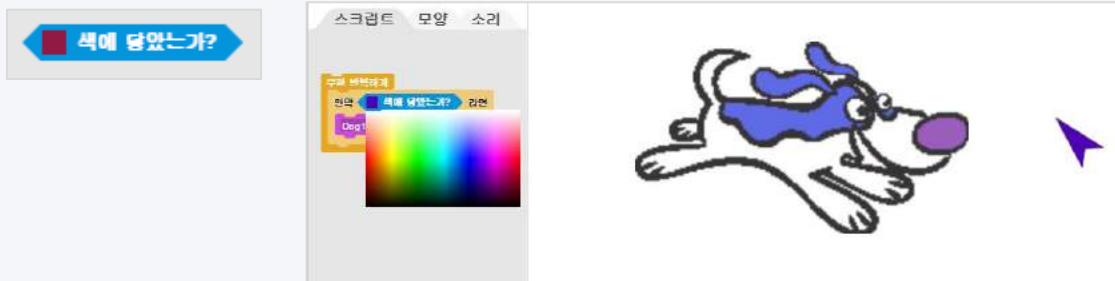 색에 닿았는가?
스크립트 모양 소리
무한 반복하기
만약 색에 닿았는가? 라면
Dog1